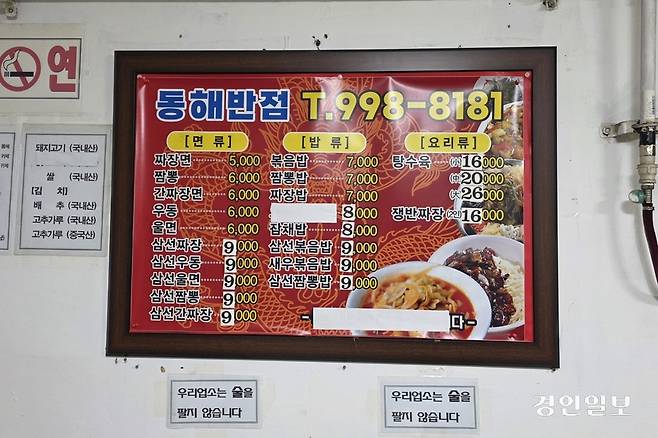 연
돼지고기 (국내산)
쌀 (국내산)
[김 치]
배 추 (국내산)
고추가루 (국내산)
고추가루 (중국산)
동해반점 T.998-8181
[면 류]
짜장면 5,000
짬뽕 6,000
간짜장면 6,000
우동 6,000
울면 6,000
삼선짜장 9,000
삼선우동 9,000
삼선울면 9,000
삼선짬뽕 9,000
삼선간짜장 9,000
[밥 류]
볶음밥 7,000
짬뽕밥 7,000
짜장밥 7,000
8,000
잡채밥 8,000
삼선볶음밥 9,000
새우볶음밥 9,000
삼선짬뽕밥 9,000
[요리류]
탕수육 (小) 16,000
(中) 20,000
(大) 26,000
쟁반짜장 (2인) 16,000
- 다. -
우리업소는 술을
팔지 않습니다
우리업소는 술을
팔지 않습니다
경인일보